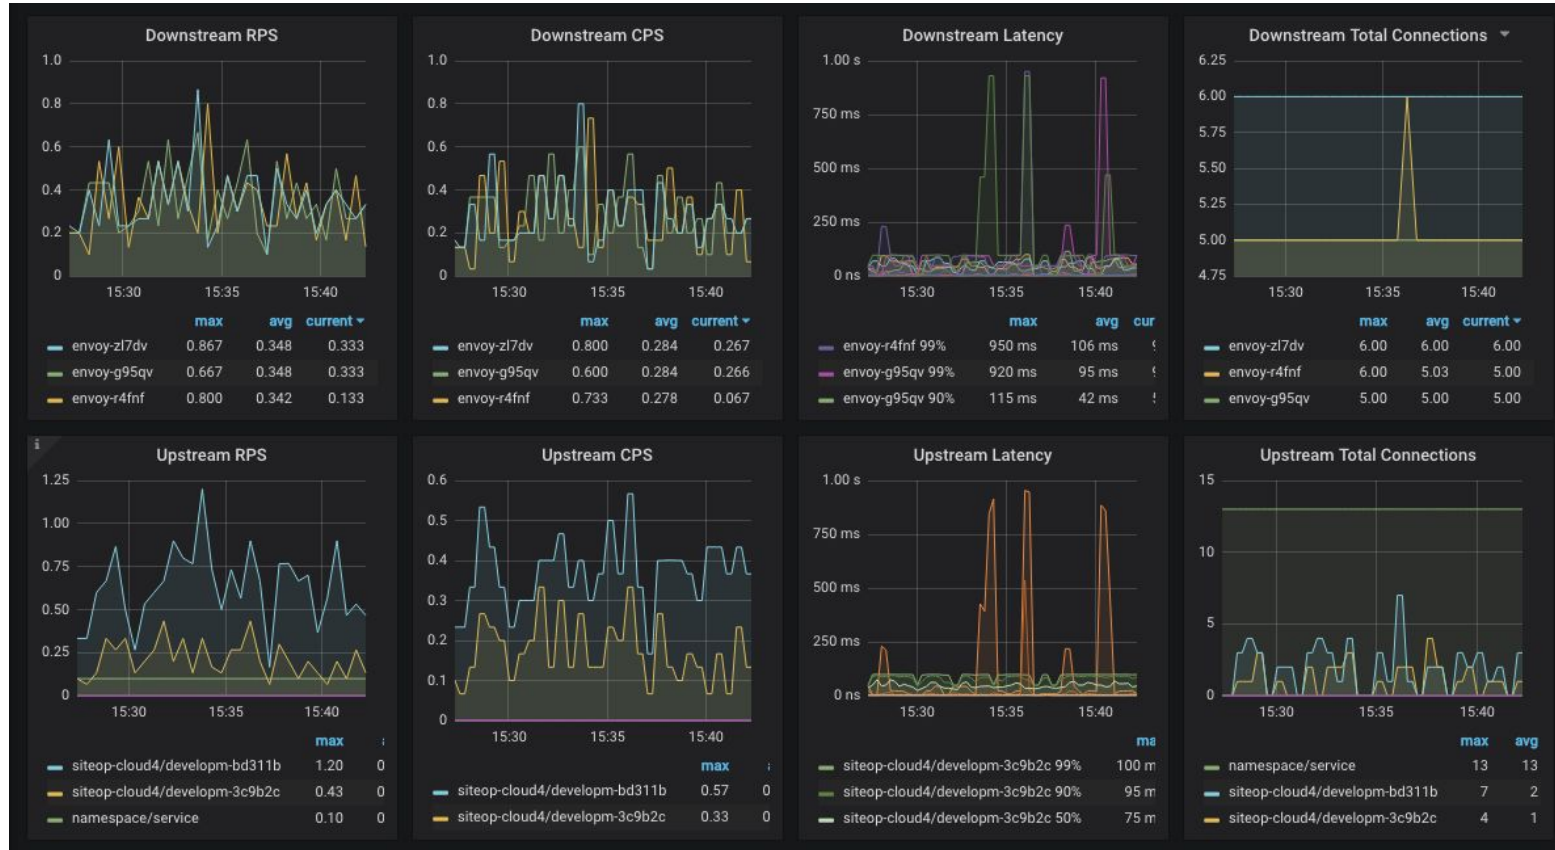 Downstream RPS
1.0
0.8
0.6
0.4
0.2
0
15:30 15:35 15:40
max avg current
envoy-zl7dv 0.867 0.348 0.333
envoy-g95qv 0.667 0.348 0.333
envoy-r4fnf 0.800 0.342 0.133
Downstream CPS
1.0
0.8
0.6
0.4
0.2
0
15:30 15:35 15:40
max avg current
envoy-zl7dv 0.800 0.284 0.267
envoy-g95qv 0.600 0.284 0.266
envoy-r4fnf 0.733 0.278 0.067
Downstream Latency
1.00 s
750 ms
500 ms
250 ms
0 ns
15:30 15:35 15:40
max avg cur
envoy-r4fnf 99% 950 ms 106 ms
envoy-g95qv 99% 920 ms 95 ms
envoy-g95qv 90% 115 ms 42 ms
Downstream Total Connections
6.25
6.00
5.75
5.50
5.25
5.00
4.75
15:30 15:35 15:40
max avg current
envoy-zl7dv 6.00 6.00 6.00
envoy-r4fnf 6.00 5.03 5.00
envoy-g95qv 5.00 5.00 5.00
i
Upstream RPS
1.25
1.00
0.75
0.50
0.25
0
15:30 15:35 15:40
max
siteop-cloud4/developm-bd311b 1.20 0
siteop-cloud4/developm-3c9b2c 0.43 0
namespace/service 0.10 0
Upstream CPS
0.6
0.5
0.4
0.3
0.2
0.1
0
15:30 15:35 15:40
max
siteop-cloud4/developm-bd311b 0.57 0
siteop-cloud4/developm-3c9b2c 0.33 0
Upstream Latency
1.00 s
750 ms
500 ms
250 ms
0 ns
15:30 15:35 15:40
ma
siteop-cloud4/developm-3c9b2c 99% 100 m
siteop-cloud4/developm-3c9b2c 90% 95 m
siteop-cloud4/developm-3c9b2c 50% 75 m
Upstream Total Connections
15
10
5
0
15:30 15:35 15:40
max avg
namespace/service 13 13
siteop-cloud4/developm-bd311b 7 2
siteop-cloud4/developm-3c9b2c 4 1